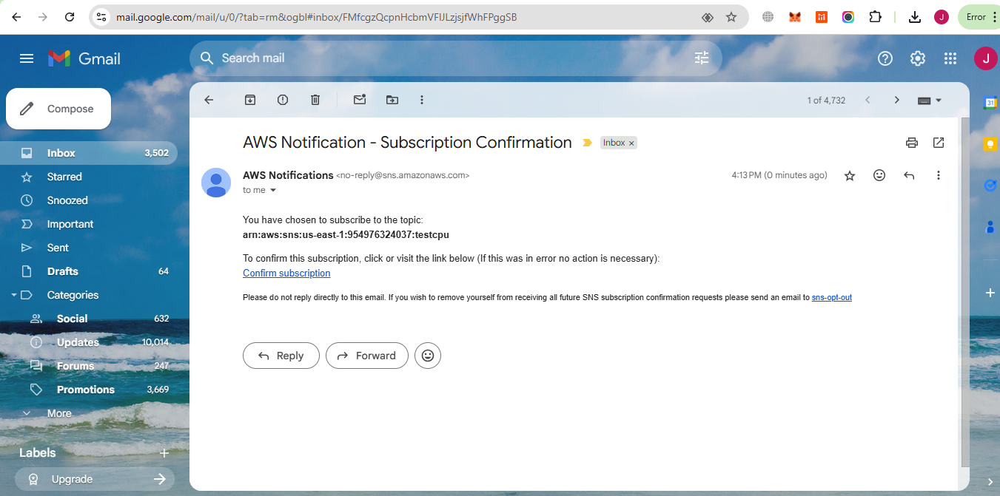 mail.google.com/mail/u/0/?tab=rm&ogbl#inbox/FMfcgzQcpnHcbmVFlJLzjsjfWhFPggSB
J
Error
Gmail
Search mail
J
Compose
1 of 4,732
31
Inbox 3,502
Starred
Snoozed
Important
Sent
Drafts 64
Categories
Social 632
Updates 10,014
Forums 247
Promotions 3,669
More
Labels
Upgrade
AWS Notification - Subscription Confirmation
Inbox ×
AWS Notifications <no-reply@sns.amazonaws.com>
4:13 PM (0 minutes ago)
to me
You have chosen to subscribe to the topic:
arn:aws:sns:us-east-1:954976324037:testcpu
To confirm this subscription, click or visit the link below (If this was in error no action is necessary):
Confirm subscription
Please do not reply directly to this email. If you wish to remove yourself from receiving all future SNS subscription confirmation requests please send an email to sns-opt-out
Reply
Forward